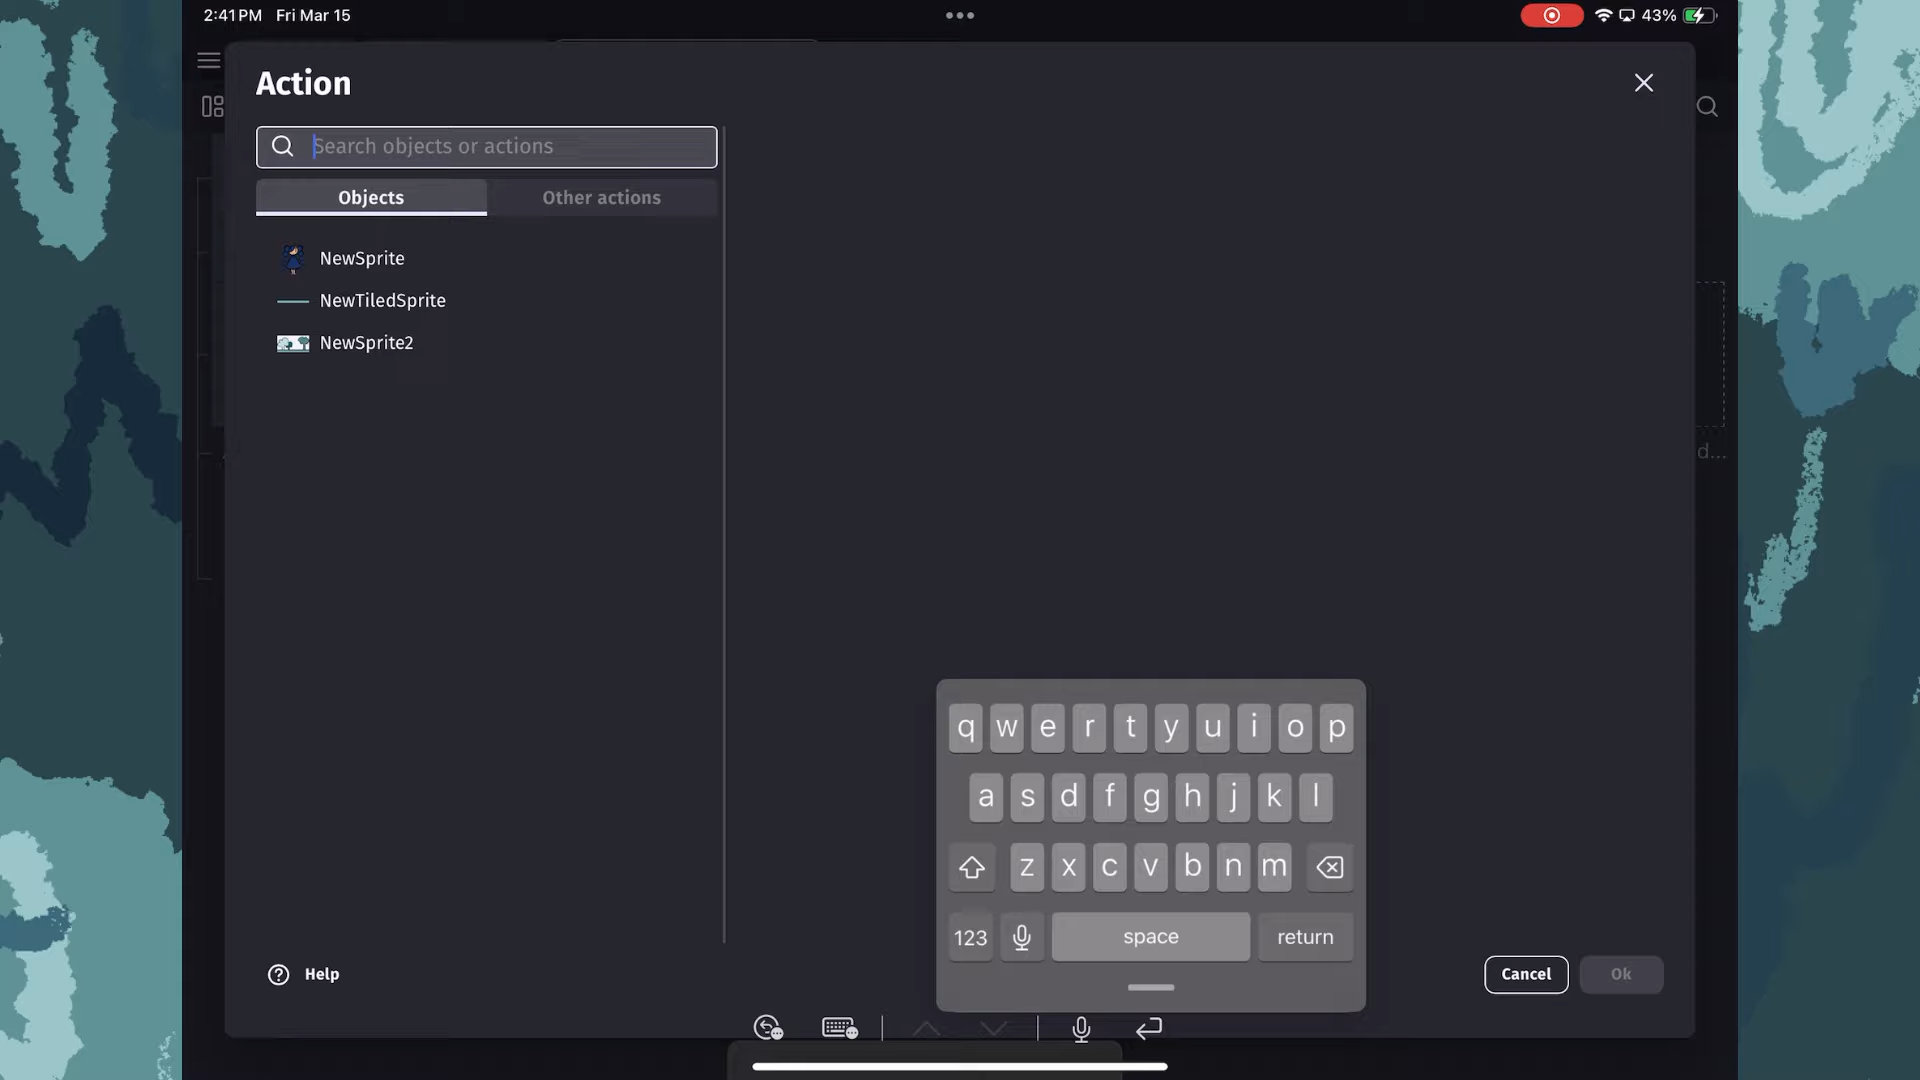 2:41 PM Fri Mar 15
43%
Action
Search objects or actions
Objects
Other actions
NewSprite
NewTiledSprite
NewSprite2
d...
q w e r t y u i o p
a s d f g h j k l
z x c v b n m
123 space return
Help
Cancel
Ok